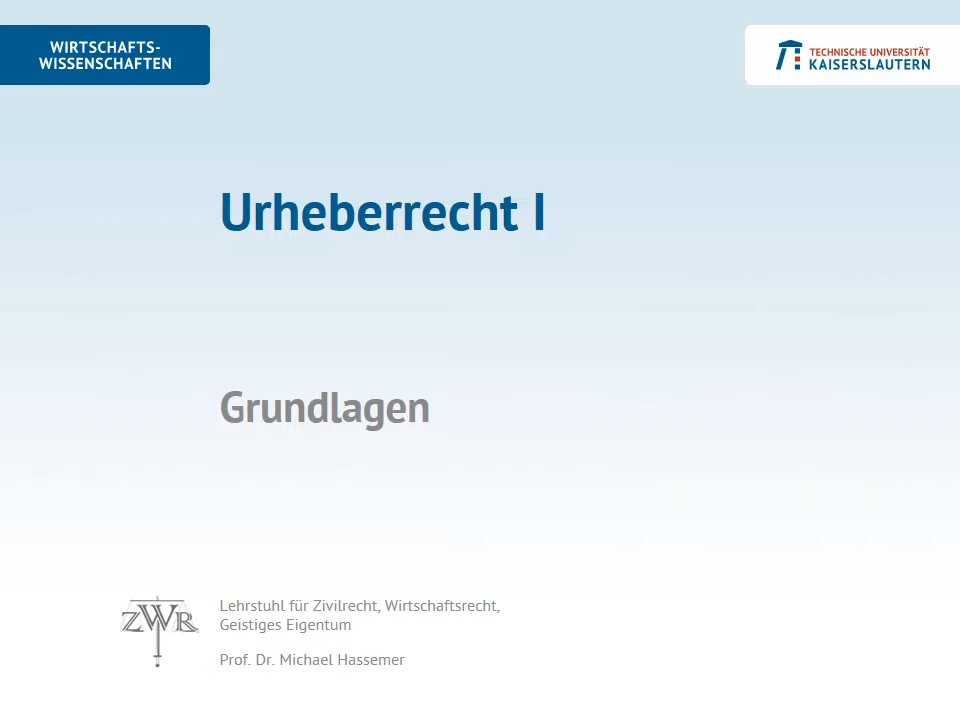 WIRTSCHAFTS-
WISSENSCHAFTEN
TECHNISCHE UNIVERSITÄT
KAISERSLAUTERN
Urheberrecht I
Grundlagen
ZWR
Lehrstuhl für Zivilrecht, Wirtschaftsrecht,
Geistiges Eigentum
Prof. Dr. Michael Hassemer